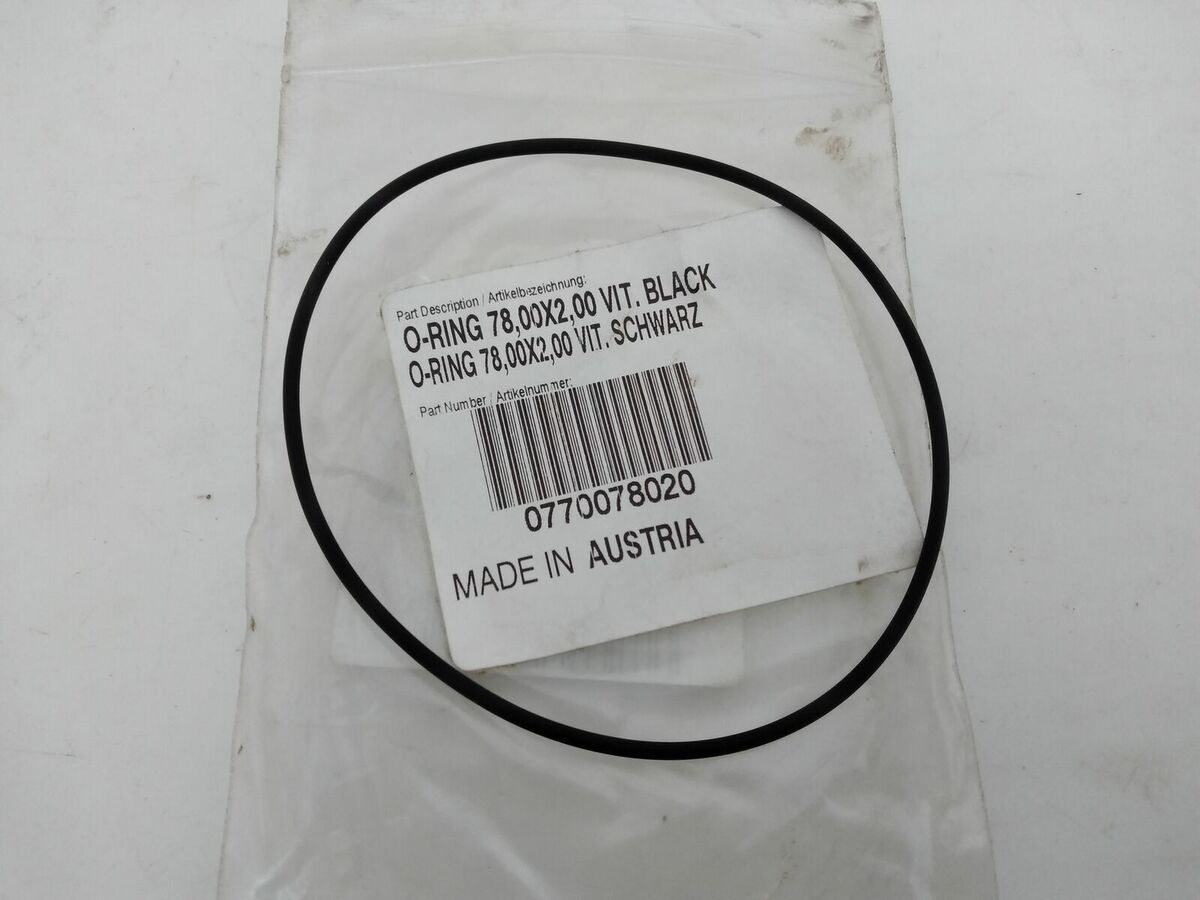 Part Description / Artikelbezeichnung:
O-RING 78,00X2,00 VIT. BLACK
O-RING 78,00X2,00 VIT. SCHWARZ
Part Number / Artikelnummer:
0770078020
MADE IN AUSTRIA